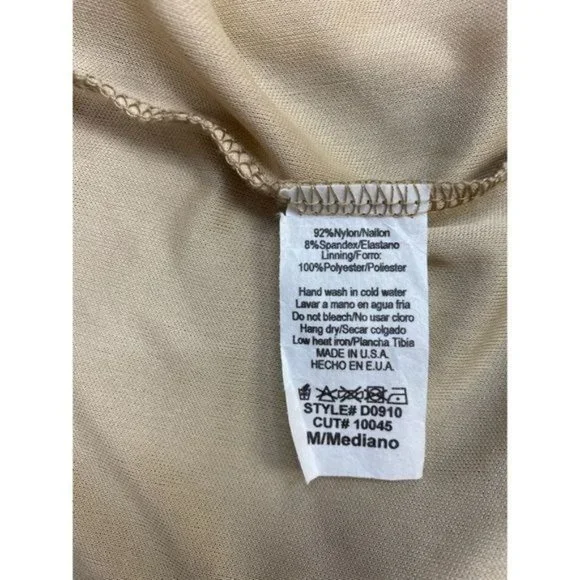 92%Nylon/Nailon
8%Spandex/Elastano
Linning/Forro:
100%Polyester/Poliester
Hand wash in cold water
Lavar a mano en agua fria
Do not bleach/No usar cloro
Hang dry/Secar colgado
Low heat iron/Plancha Tibia
MADE IN U.S.A.
HECHO EN E.U.A.
STYLE# D0910
CUT# 10045
M/Mediano